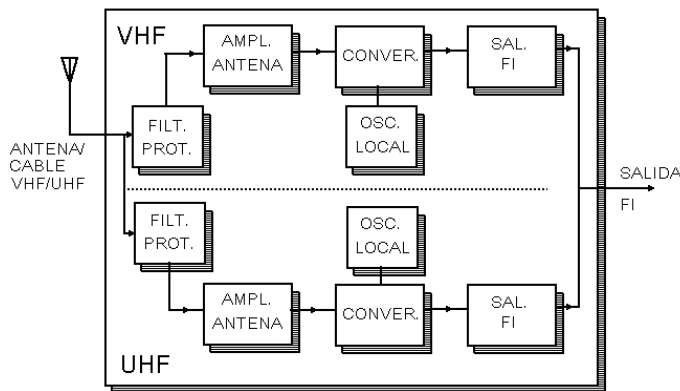 VHF
AMPL.
ANTENA
CONVER.
SAL.
FI
FILT.
PROT.
OSC.
LOCAL
ANTENA/
CABLE
VHF/UHF
SALIDA
FI
FILT.
PROT.
OSC.
LOCAL
AMPL.
ANTENA
CONVER.
SAL.
FI
UHF